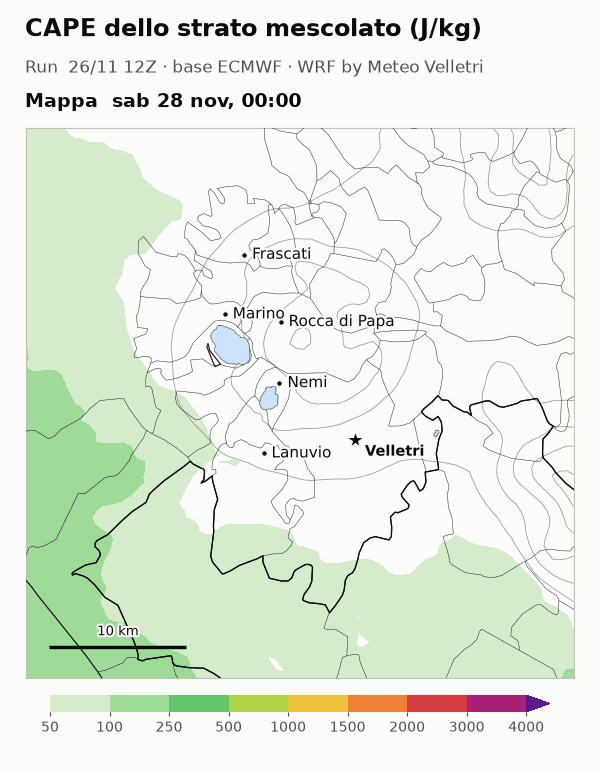 CAPE dello strato mescolato (J/kg)
Run  26/11 12Z · base ECMWF · WRF by Meteo Velletri
Mappa  sab 28 nov, 00:00
Frascati
Marino
Rocca di Papa
Nemi
Velletri
Lanuvio
10 km
50 100 250 500 1000 1500 2000 3000 4000